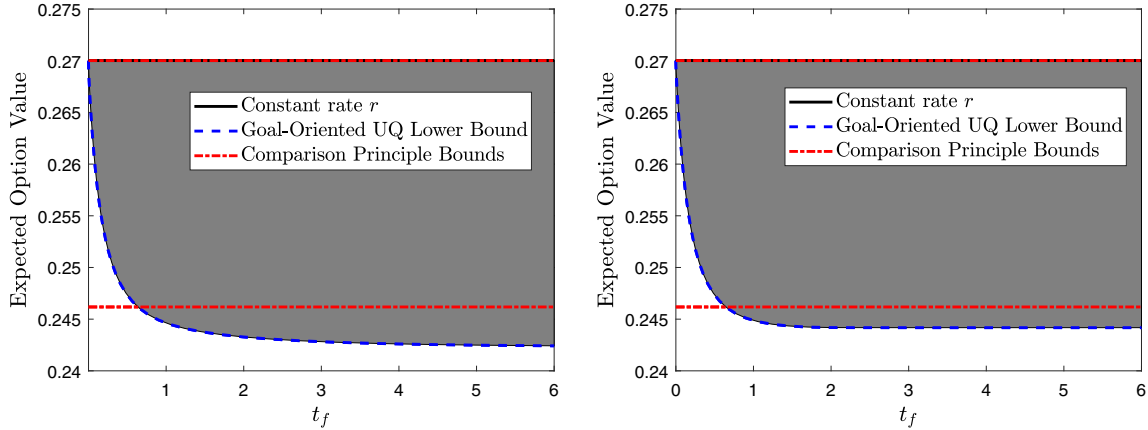 0.275
0.27
0.265
0.26
0.255
0.25
0.245
0.24
Expected Option Value
Constant rate r
Goal-Oriented UQ Lower Bound
Comparison Principle Bounds
1 2 3 4 5 6
t_f
0.275
0.27
0.265
0.26
0.255
0.25
0.245
0.24
Expected Option Value
Constant rate r
Goal-Oriented UQ Lower Bound
Comparison Principle Bounds
0 1 2 3 4 5 6
t_f